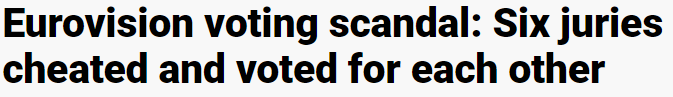 Eurovision voting scandal: Six juries
cheated and voted for each other